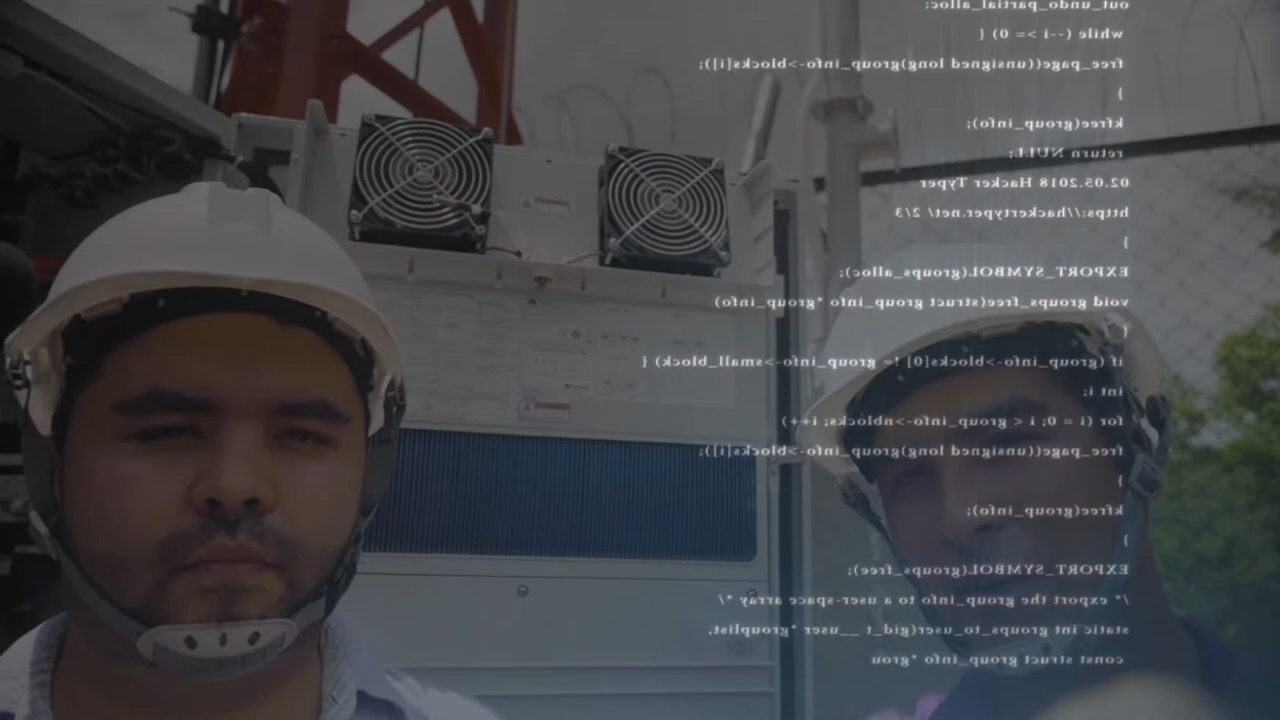 out_undo_partial_alloc:
while (--i >= 0) {
free_page((unsigned long)group_info->blocks[i]);
}
kfree(group_info);
return NULL;
02.05.2018 Hacker Typer
https://hackertyper.net/ 2/3
}
EXPORT_SYMBOL(groups_alloc);
void groups_free(struct group_info *group_info)
{
if (group_info->blocks[0] != group_info->small_block) {
int i;
for (i = 0; i < group_info->nblocks; i++)
free_page((unsigned long)group_info->blocks[i]);
}
kfree(group_info);
}
EXPORT_SYMBOL(groups_free);
/* export the group_info to a user-space array */
static int groups_to_user(gid_t __user *grouplist,
const struct group_info *grou